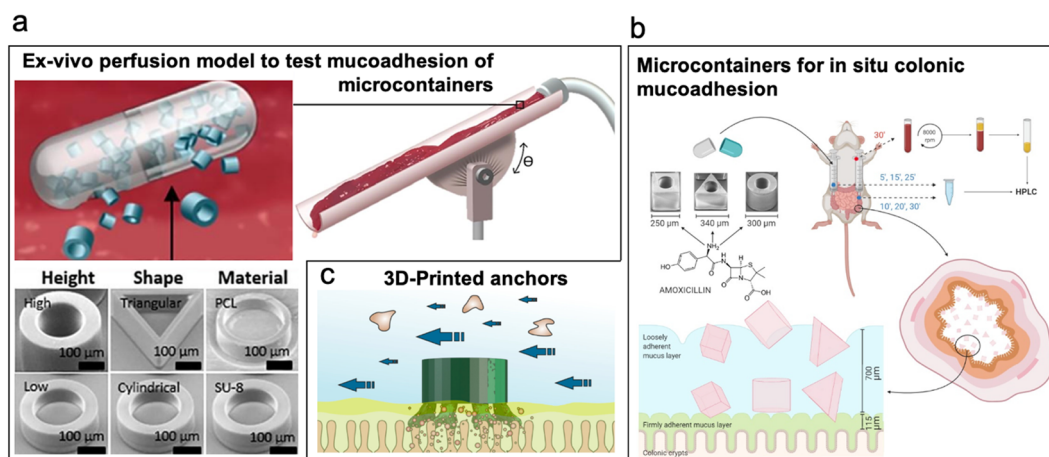 a
Ex-vivo perfusion model to test mucoadhesion of
microcontainers
Θ
Height
Shape
Material
High
Triangular
PCL
100 µm
100 µm
100 µm
Low
Cylindrical
SU-8
100 µm
100 µm
100 µm
C
3D-Printed anchors
b
Microcontainers for in situ colonic
mucoadhesion
30'
8000
rpm
5', 15', 25'
HPLC
10', 20', 30'
250 µm
340 µm
300 µm
NH₂
H
N
HO
O
O
N
S
O
OH
AMOXICILLIN
Loosely
adherent
mucus layer
700
µm
Firmly adherent mucus layer
115
µm
Colonic crypts